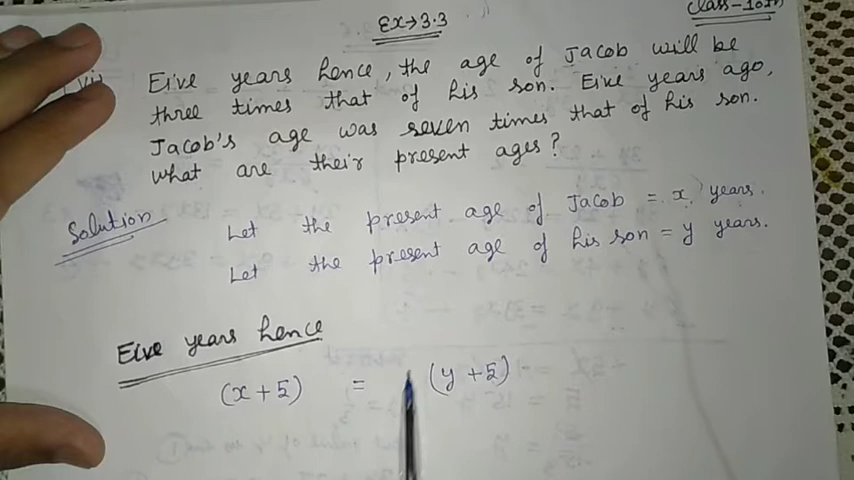 Ex→3.3
Class-10th
Five years hence, the age of Jacob will be
three times that of his son. Five years ago,
Jacob's age was seven times that of his son.
What are their present ages?
Solution
Let the present age of Jacob = x years.
Let the present age of his son = y years.
Five years hence
(x+5) = (y+5)